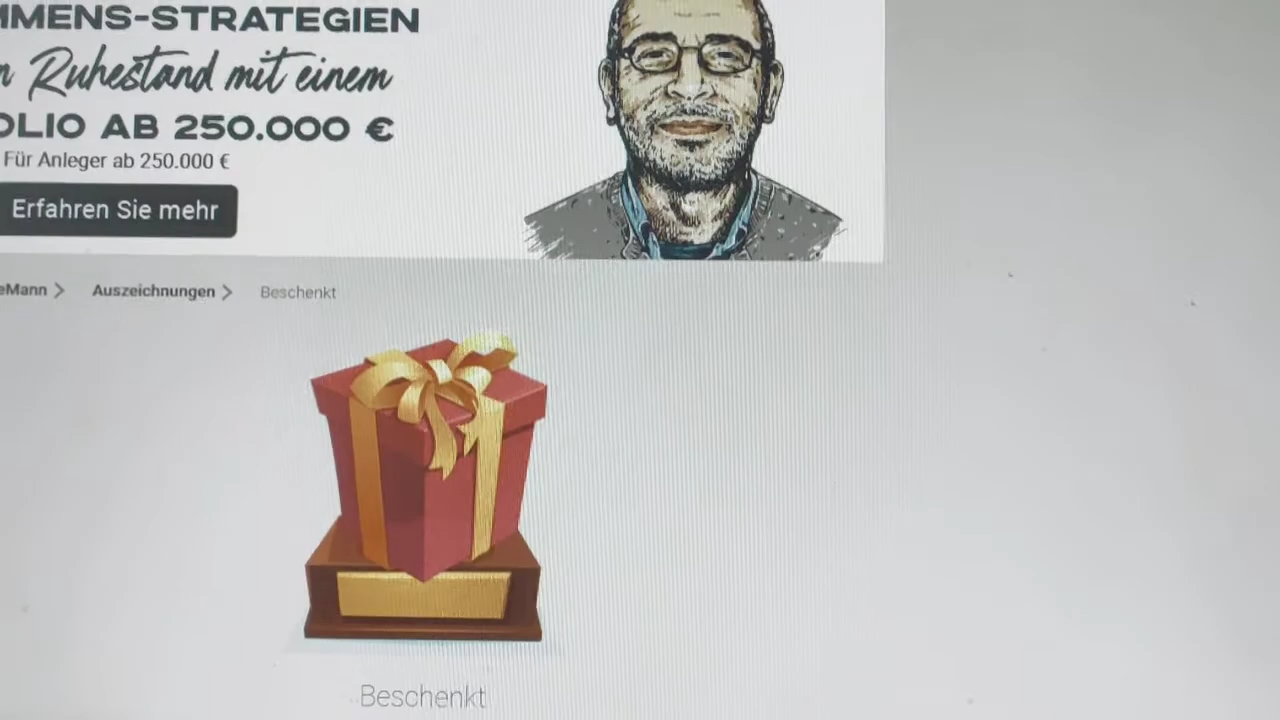 MMENS-STRATEGIEN
n Ruhestand mit einem
OLIO AB 250.000 €
Für Anleger ab 250.000 €
Erfahren Sie mehr
eMann > Auszeichnungen > Beschenkt
Beschenkt